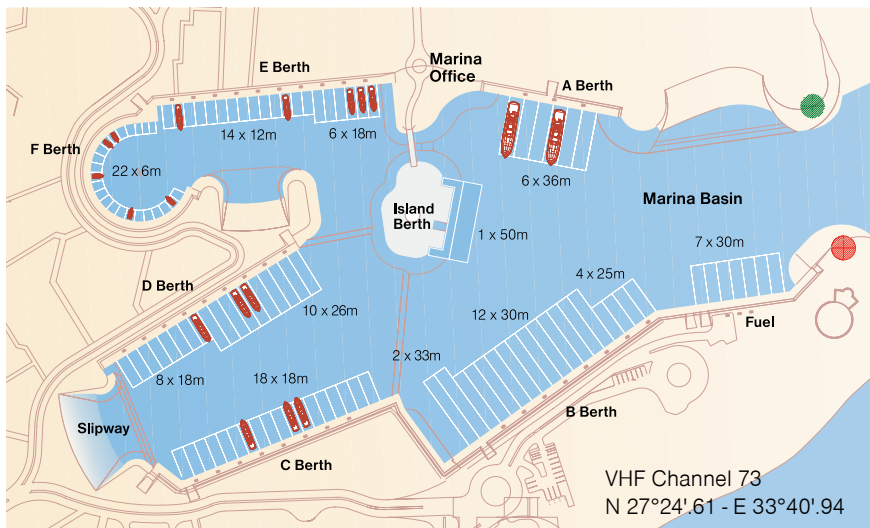 E Berth
Marina
Office
A Berth
F Berth
14 x 12m
6 x 18m
22 x 6m
6 x 36m
Island
Berth
Marina Basin
1 x 50m
7 x 30m
4 x 25m
D Berth
10 x 26m
12 x 30m
Fuel
2 x 33m
8 x 18m
18 x 18m
B Berth
Slipway
C Berth
VHF Channel 73
N 27°24'.61 - E 33°40'.94